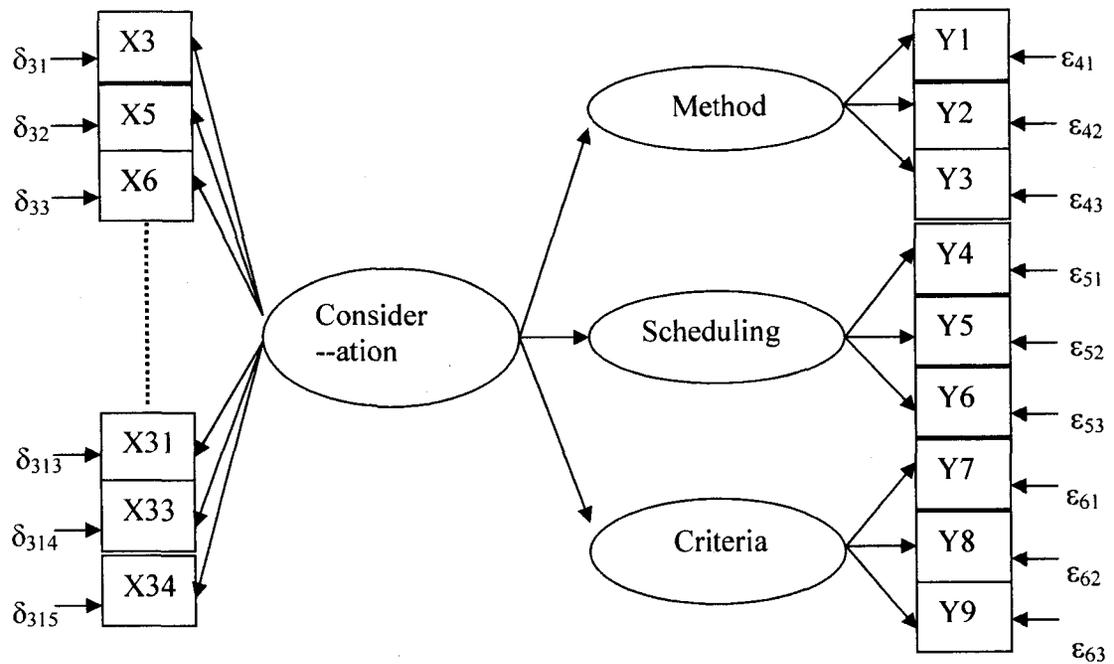 X3
δ31
X5
δ32
X6
δ33
Consider
--ation
X31
δ313
X33
δ314
X34
δ315
Method
Scheduling
Criteria
Y1
ε41
Y2
ε42
Y3
ε43
Y4
ε51
Y5
ε52
Y6
ε53
Y7
ε61
Y8
ε62
Y9
ε63